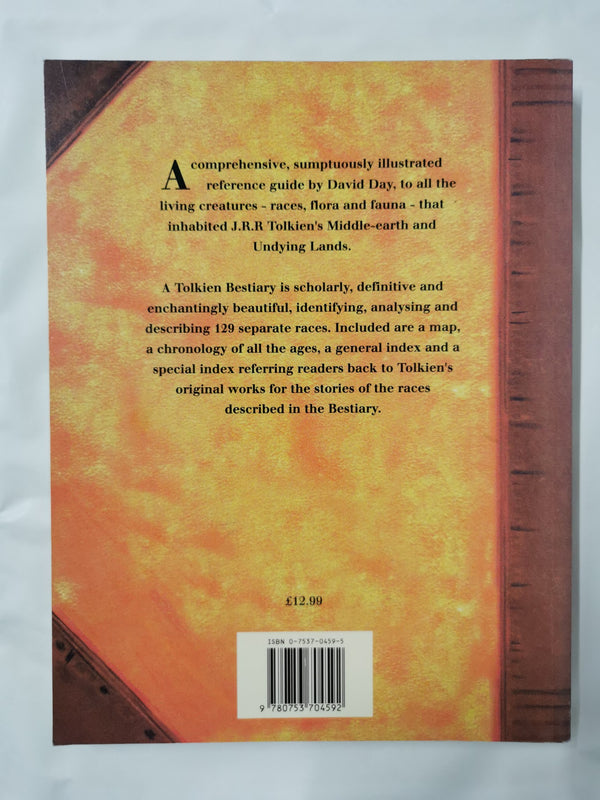 A comprehensive, sumptuously illustrated
reference guide by David Day, to all the
living creatures - races, flora and fauna - that
inhabited J.R.R Tolkien's Middle-earth and
Undying Lands.
A Tolkien Bestiary is scholarly, definitive and
enchantingly beautiful, identifying, analysing and
describing 129 separate races. Included are a map,
a chronology of all the ages, a general index and a
special index referring readers back to Tolkien's
original works for the stories of the races
described in the Bestiary.
£12.99
ISBN 0-7537-0459-5
9 780753 704592